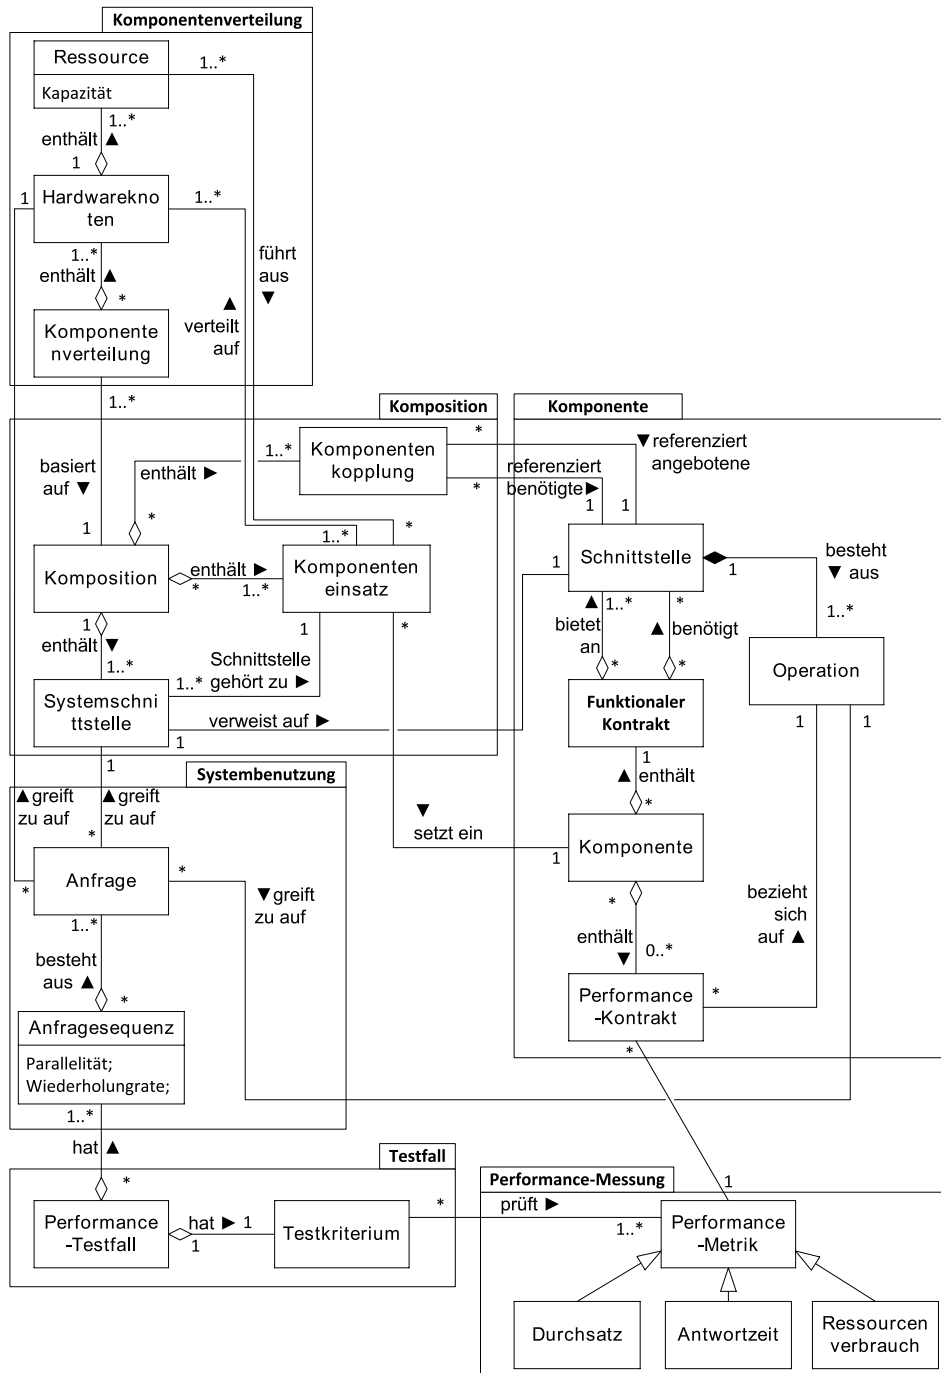 Komponentenverteilung
Ressource
1..*
Kapazität
1..*
enthält ▲
1
1
Hardwarekno
ten
1..*
1..*
enthält ▲
*
führt
aus
▼
▲
verteilt
auf
Komponente
nverteilung
1..*
Komposition
Komponente
basiert
auf ▼
enthält ►
1..*
Komponenten
kopplung
*
*
referenziert
benötigte►
▼referenziert
angebotene
1
1
1
*
Komposition
enthält ►
*
1..*
1..*
*
Komponenten
einsatz
1
Schnittstelle
1
besteht
▼ aus
1..*
Operation
1
enthält ▼
1..*
1
*
Schnittstelle
gehört zu ►
1..*
Systemschni
ttstelle
verweist auf ►
1
1
▲
bietet
an
1..*
*
*
▲ benötigt
*
Funktionaler
Kontrakt
1
1
1
▲ enthält
*
Systembenutzung
▲greift
zu auf
▲greift
zu auf
*
*
Anfrage
*
▼greift
zu auf
▼
setzt ein
1
Komponente
*
enthält
▼
0..*
bezieht
sich
auf ▲
*
Performance
-Kontrakt
*
1..*
besteht
aus ▲
*
Anfragesequenz
Parallelität;
Wiederholungrate;
1..*
hat ▲
*
Testfall
Performance
-Testfall
hat ►
1
1
Testkriterium
*
Performance-Messung
prüft ►
1..*
1
Performance
-Metrik
Durchsatz
Antwortzeit
Ressourcen
verbrauch